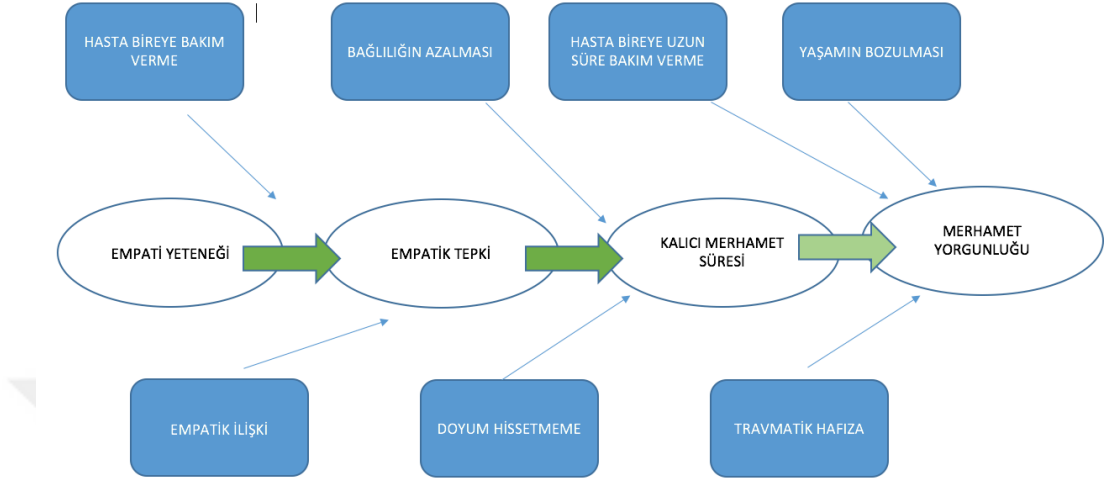 HASTA BİREYE BAKIM
VERME
BAĞLILIĞIN AZALMASI
HASTA BİREYE UZUN
SÜRE BAKIM VERME
YAŞAMIN BOZULMASI
EMPATİ YETENEĞİ
EMPATİK TEPKİ
KALICI MERHAMET
SÜRESİ
MERHAMET
YORGUNLUĞU
EMPATİK İLİŞKİ
DOYUM HİSSETMEME
TRAVMATİK HAFIZA